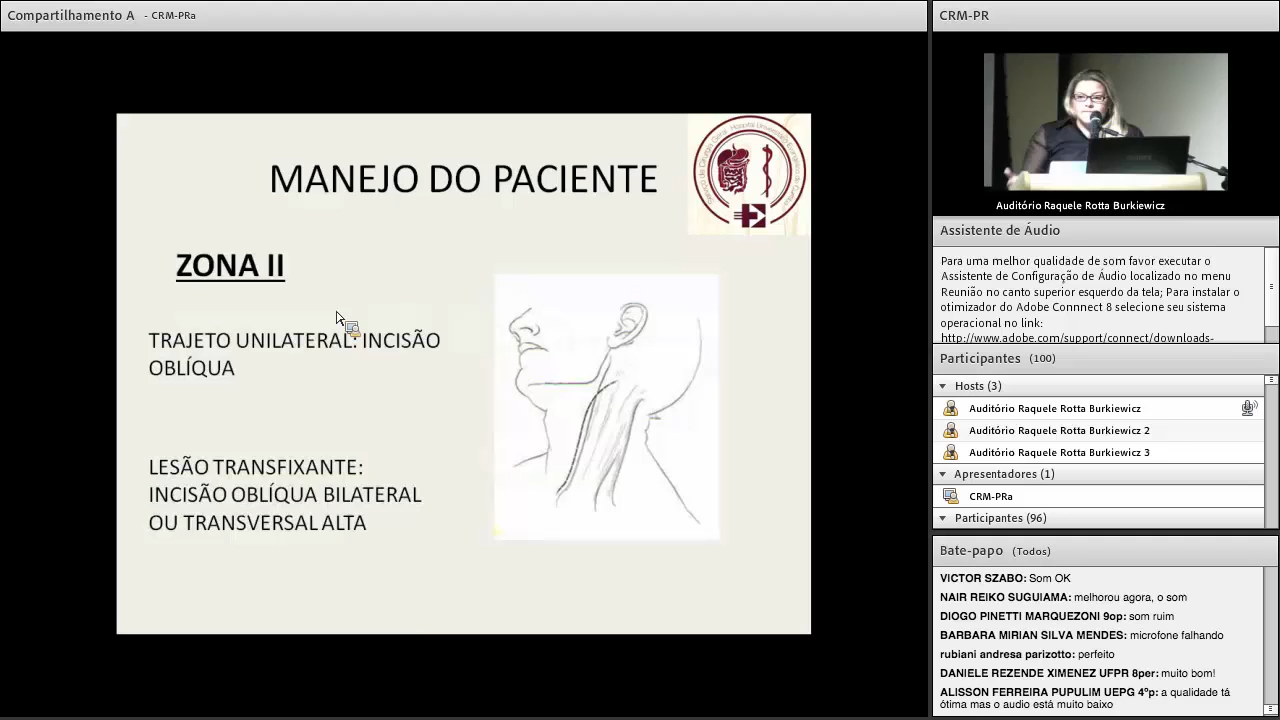 Compartilhamento A - CRM-PRa
MANEJO DO PACIENTE
ZONA II
TRAJETO UNILATERAL: INCISÃO
OBLÍQUA
LESÃO TRANSFIXANTE:
INCISÃO OBLÍQUA BILATERAL
OU TRANSVERSAL ALTA
CRM-PR
Auditório Raquele Rotta Burkiewicz
Assistente de Áudio
Para uma melhor qualidade de som favor executar o
Assistente de Configuração de Áudio localizado no menu
Reunião no canto superior esquerdo da tela; Para instalar o
otimizador do Adobe Connnect 8 selecione seu sistema
operacional no link:
http://www.adobe.com/support/connect/downloads-
Participantes (100)
Hosts (3)
Auditório Raquele Rotta Burkiewicz
Auditório Raquele Rotta Burkiewicz 2
Auditório Raquele Rotta Burkiewicz 3
Apresentadores (1)
CRM-PRa
Participantes (96)
Bate-papo (Todos)
VICTOR SZABO: Som OK
NAIR REIKO SUGUIAMA: melhorou agora, o som
DIOGO PINETTI MARQUEZONI 9op: som ruim
BARBARA MIRIAN SILVA MENDES: microfone falhando
rubiani andresa parizotto: perfeito
DANIELE REZENDE XIMENEZ UFPR 8per: muito bom!
ALISSON FERREIRA PUPULIM UEPG 4ºp: a qualidade tá
ótima mas o audio está muito baixo